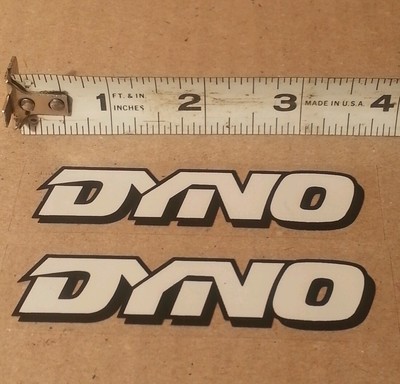 1 FT. & IN. 2 3 MADE IN U.S.A. 4
INCHES
DYNO
DYNO